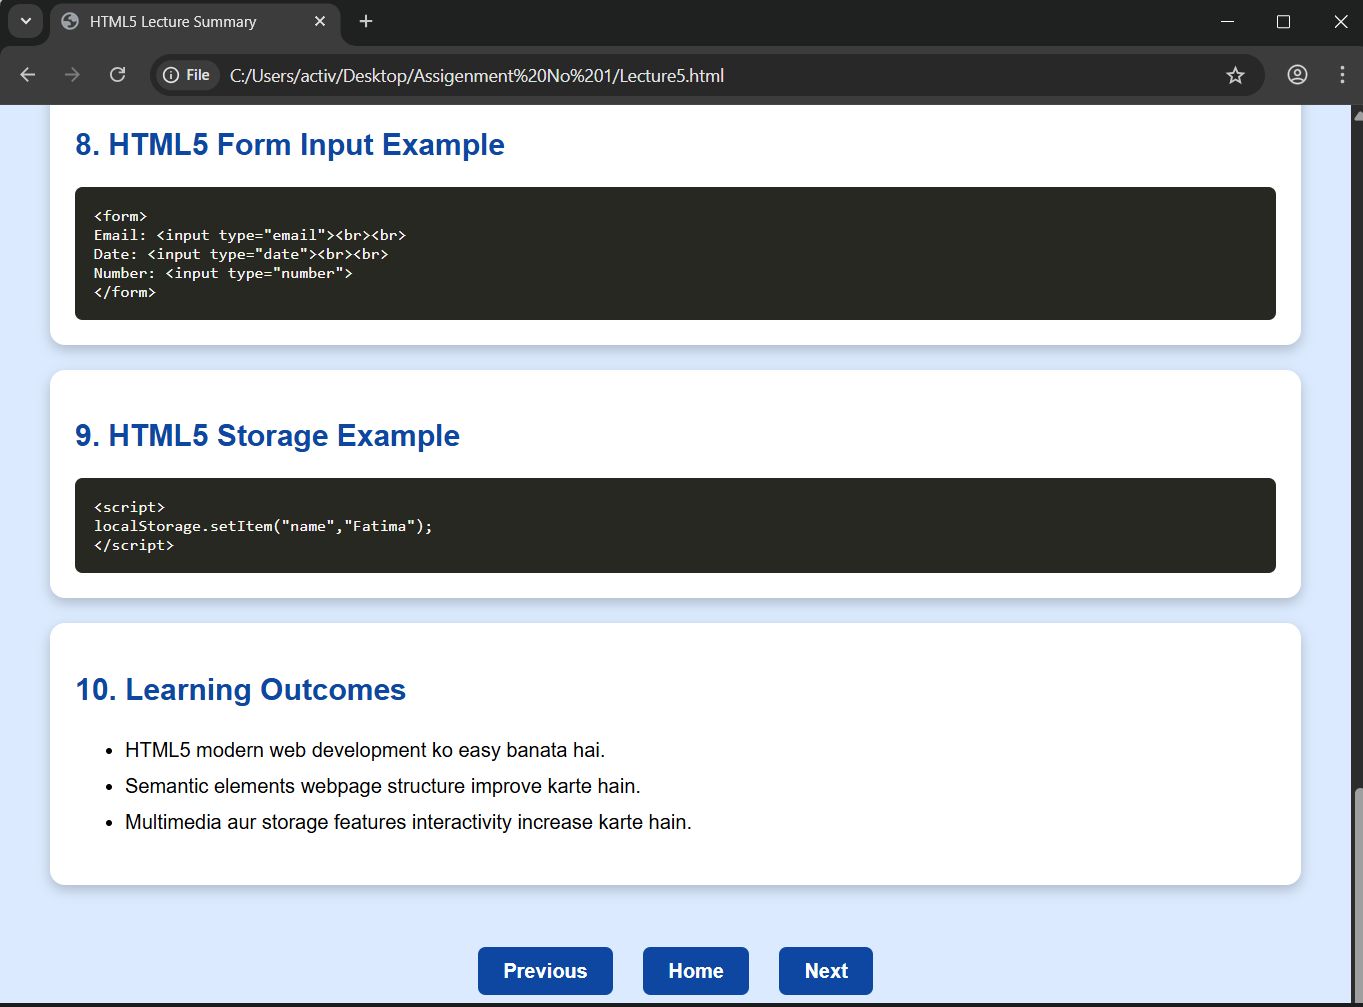 HTML5 Lecture Summary
File
C:/Users/activ/Desktop/Assigenment%20No%201/Lecture5.html
8. HTML5 Form Input Example
<form>
Email: <input type="email"><br><br>
Date: <input type="date"><br><br>
Number: <input type="number">
</form>
9. HTML5 Storage Example
<script>
localStorage.setItem("name","Fatima");
</script>
10. Learning Outcomes
• HTML5 modern web development ko easy banata hai.
• Semantic elements webpage structure improve karte hain.
• Multimedia aur storage features interactivity increase karte hain.
Previous
Home
Next